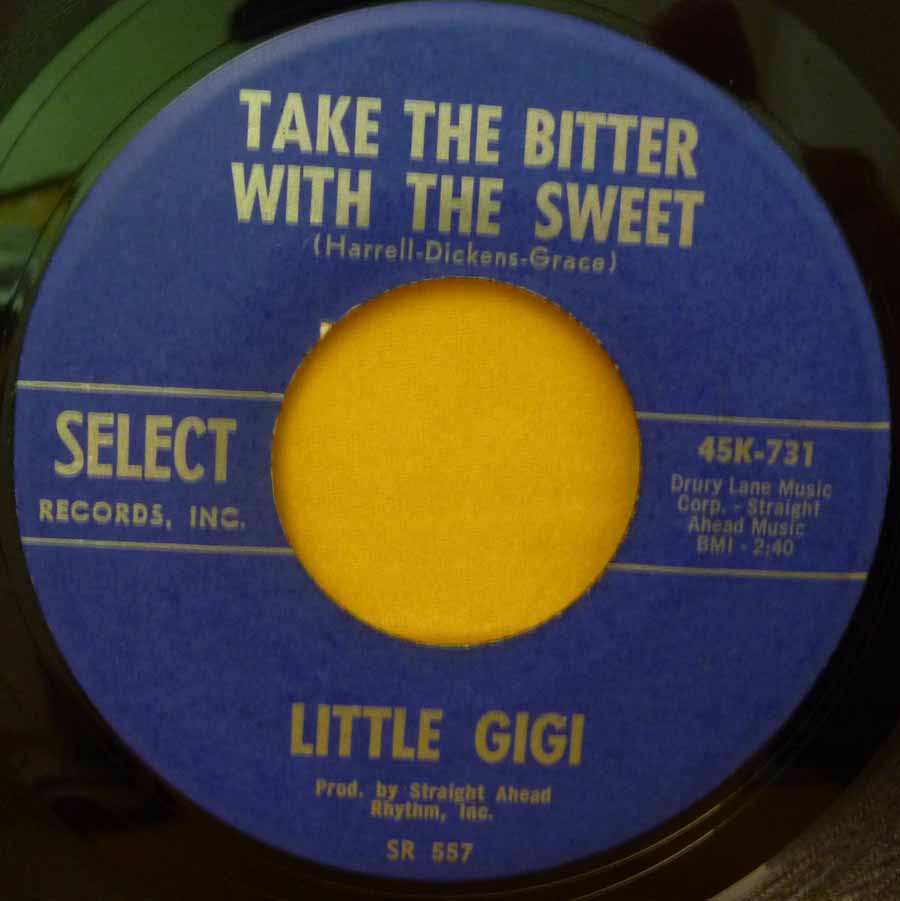 TAKE THE BITTER
WITH THE SWEET
(Harrell-Dickens-Grace)
SELECT
RECORDS, INC.
45K-731
Drury Lane Music
Corp. - Straight
Ahead Music
BMI - 2:40
LITTLE GIGI
Prod. by Straight Ahead
Rhythm, Inc.
SR 557